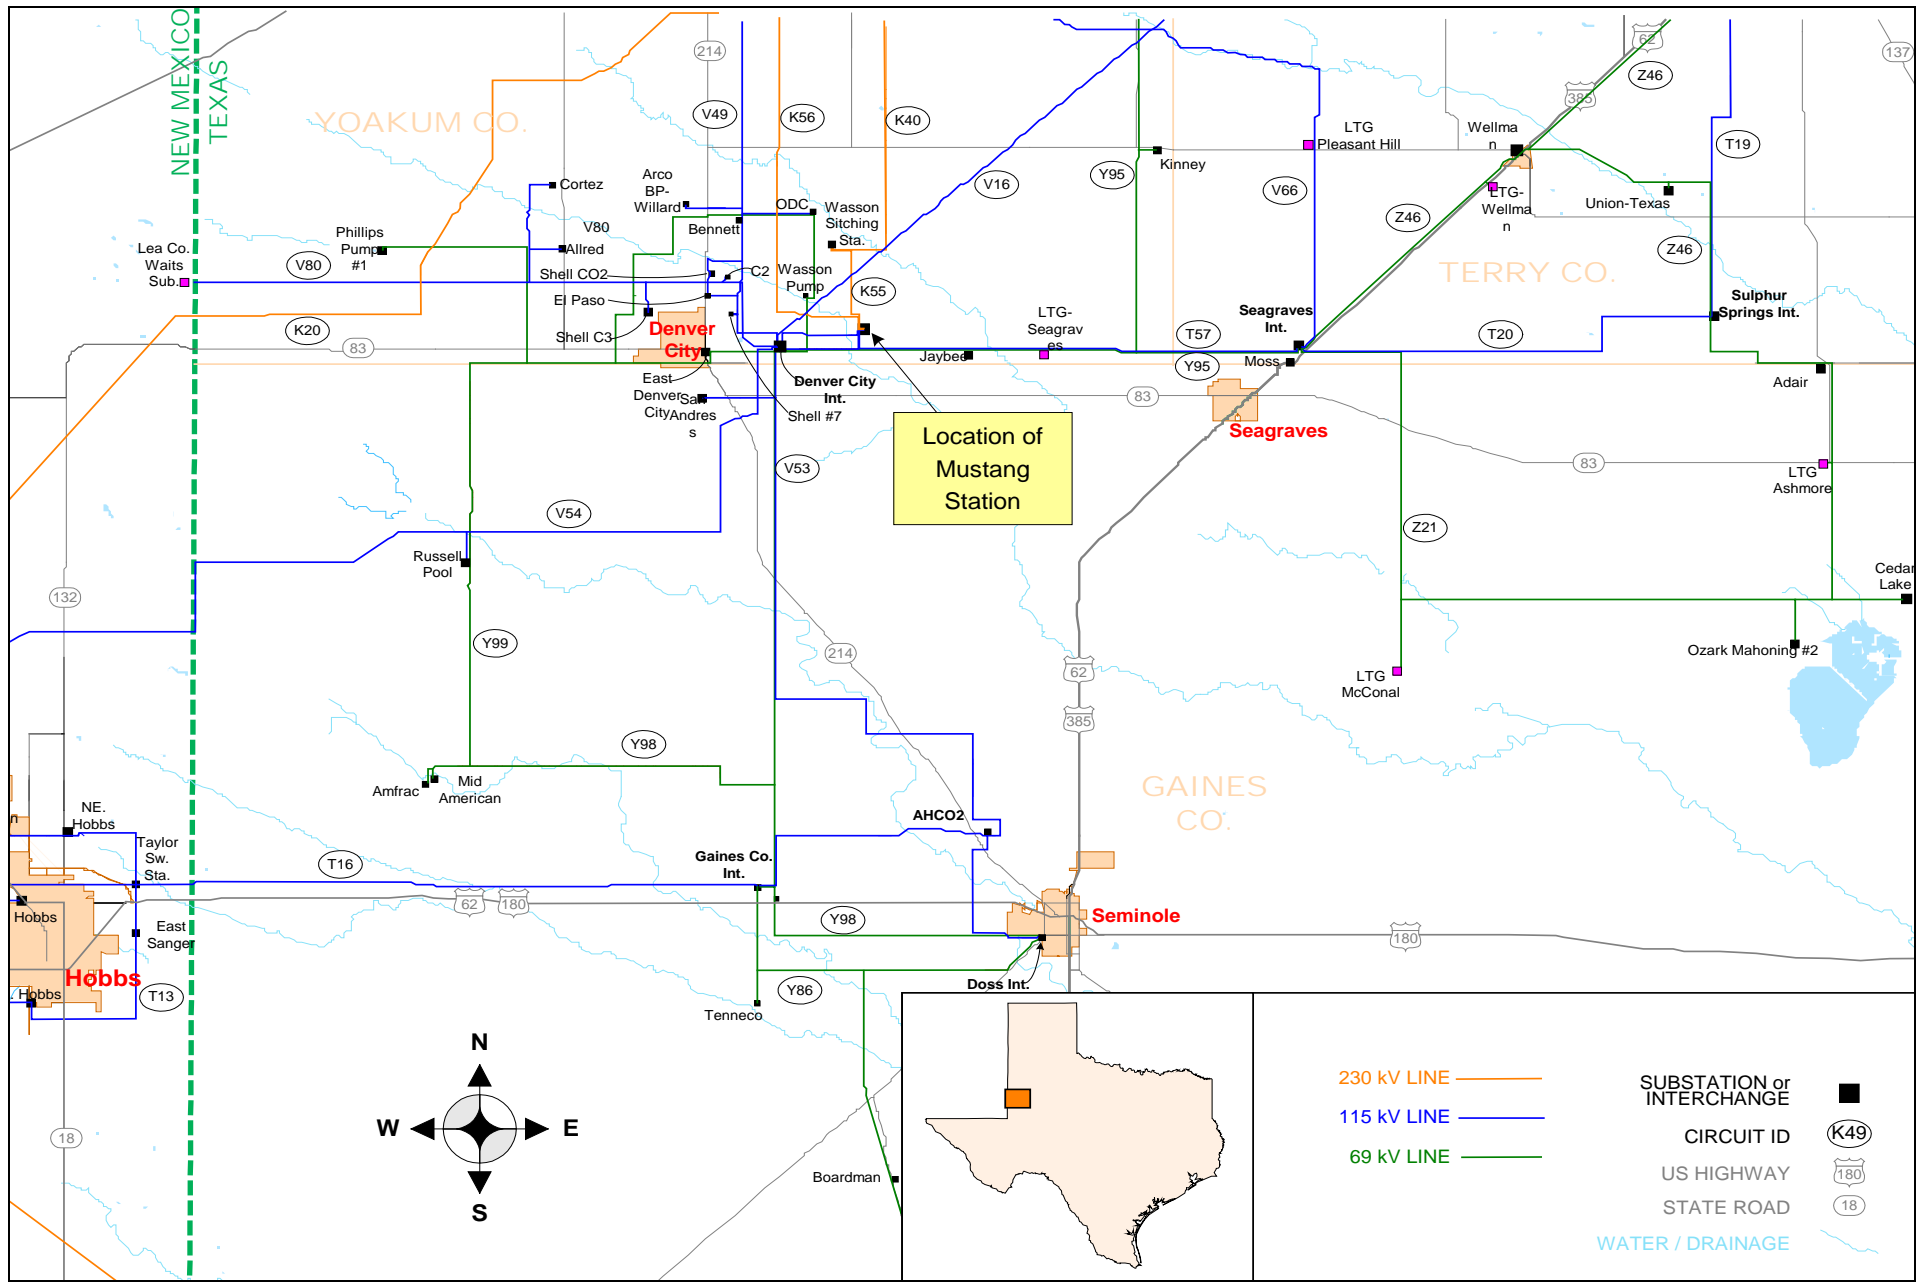 NEW MEXICO
TEXAS
YOAKUM CO.
TERRY CO.
GAINES
CO.
214
62
385
137
V49
K56
K40
V16
Y95
V66
Z46
Z46
T19
Z46
LTG
Pleasant Hill
Wellma
n
Kinney
LTG-
Wellma
n
Union-Texas
Cortez
Arco
BP-
Willard
ODC
Bennett
Wasson
Sitching
Sta.
V80
Allred
Phillips
Pump
#1
Lea Co.
Waits
Sub.
V80
Shell CO2
C2
Wasson
Pump
El Paso
K55
K20
Shell C3
Denver
City
83
LTG-
Seagrav
es
Jaybee
T57
Y95
Seagraves
Int.
Moss
T20
Sulphur
Springs Int.
Adair
East
Denver
City
San
Andres
s
Denver City
Int.
Shell #7
83
Seagraves
Location of
Mustang
Station
V53
83
LTG
Ashmore
V54
Z21
Russell
Pool
Cedar
Lake
132
Y99
214
62
385
Ozark Mahoning #2
LTG
McConal
Y98
Amfrac
Mid
American
NE.
Hobbs
n
Taylor
Sw.
Sta.
T16
Gaines Co.
Int.
AHCO2
62
180
Hobbs
East
Sanger
Y98
Seminole
180
Hobbs
Hobbs
T13
Y86
Doss Int.
Tenneco
N
W
E
S
18
Boardman
230 kV LINE
115 kV LINE
69 kV LINE
SUBSTATION or
INTERCHANGE
CIRCUIT ID
K49
US HIGHWAY
180
STATE ROAD
18
WATER / DRAINAGE